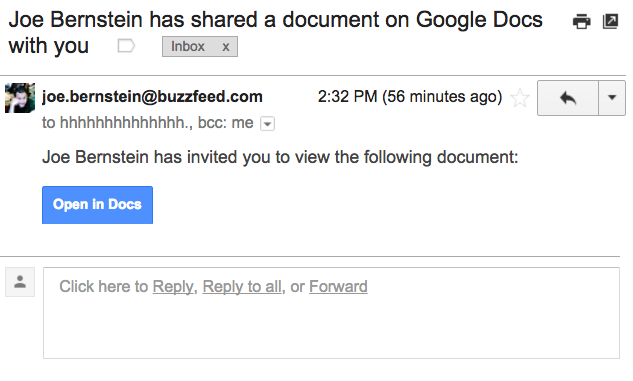 Joe Bernstein has shared a document on Google Docs
with you Inbox x
joe.bernstein@buzzfeed.com 2:32 PM (56 minutes ago)
to hhhhhhhhhhhhhh., bcc: me
Joe Bernstein has invited you to view the following document:
Open in Docs
Click here to Reply, Reply to all, or Forward